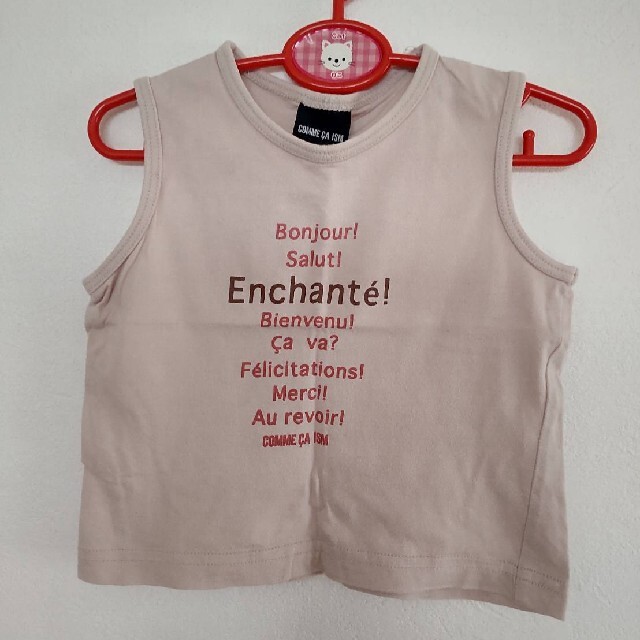 COMME ÇA ISM
Bonjour!
Salut!
Enchanté!
Bienvenu!
Ça va?
Félicitations!
Merci!
Au revoir!
COMME ÇA ISM